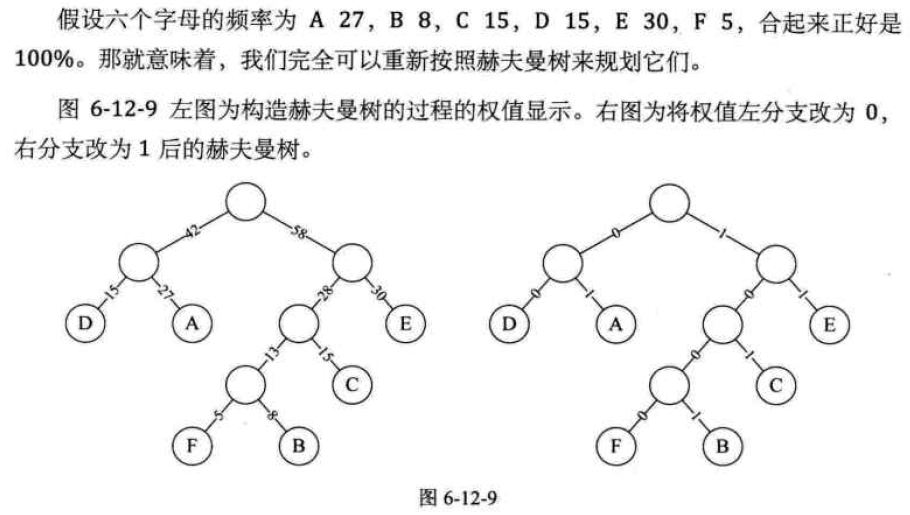 假设六个字母的频率为 A 27，B 8，C 15，D 15，E 30，F 5，合起来正好是
100%。那就意味着，我们完全可以重新按照赫夫曼树来规划它们。
图 6-12-9 左图为构造赫夫曼树的过程的权值显示。右图为将权值左分支改为 0，
右分支改为 1 后的赫夫曼树。
42 58 0 1
15 27 28 30 0 1 0 1
D A E D A E
13 15 0 1
C C
5 8 0 1
F B F B
图 6-12-9